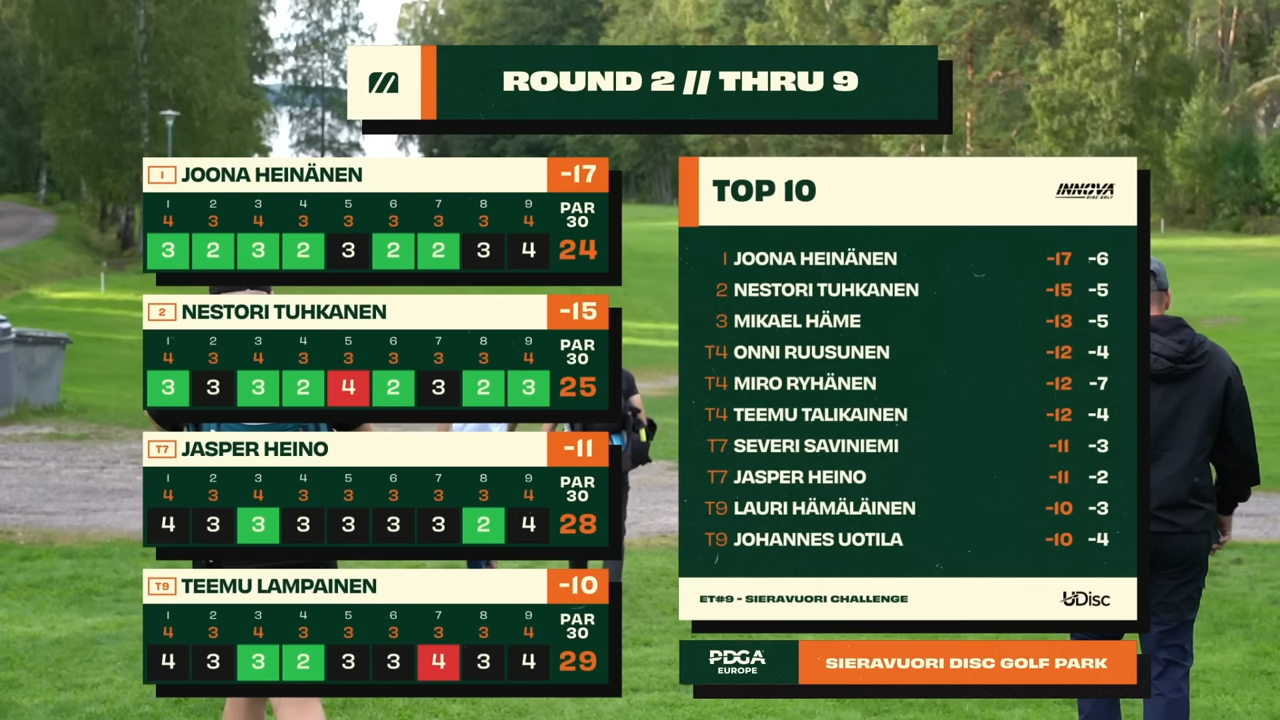 ROUND 2 // THRU 9
1 JOONA HEINÄNEN -17
1 2 3 4 5 6 7 8 9 PAR
4 3 4 3 3 3 3 3 4 30
3 2 3 2 3 2 2 3 4 24
2 NESTORI TUHKANEN -15
1 2 3 4 5 6 7 8 9 PAR
4 3 4 3 3 3 3 3 4 30
3 3 3 2 4 2 3 2 3 25
T7 JASPER HEINO -11
1 2 3 4 5 6 7 8 9 PAR
4 3 4 3 3 3 3 3 4 30
4 3 3 3 3 3 3 2 4 28
T9 TEEMU LAMPAINEN -10
1 2 3 4 5 6 7 8 9 PAR
4 3 4 3 3 3 3 3 4 30
4 3 3 2 3 3 4 3 4 29
TOP 10 INNOVA DISC GOLF
1 JOONA HEINÄNEN -17 -6
2 NESTORI TUHKANEN -15 -5
3 MIKAEL HÄME -13 -5
T4 ONNI RUUSUNEN -12 -4
T4 MIRO RYHÄNEN -12 -7
T4 TEEMU TALIKAINEN -12 -4
T7 SEVERI SAVINIEMI -11 -3
T7 JASPER HEINO -11 -2
T9 LAURI HÄMÄLÄINEN -10 -3
T9 JOHANNES UOTILA -10 -4
ET#9 - SIERAVUORI CHALLENGE UDisc
PDGA EUROPE SIERAVUORI DISC GOLF PARK